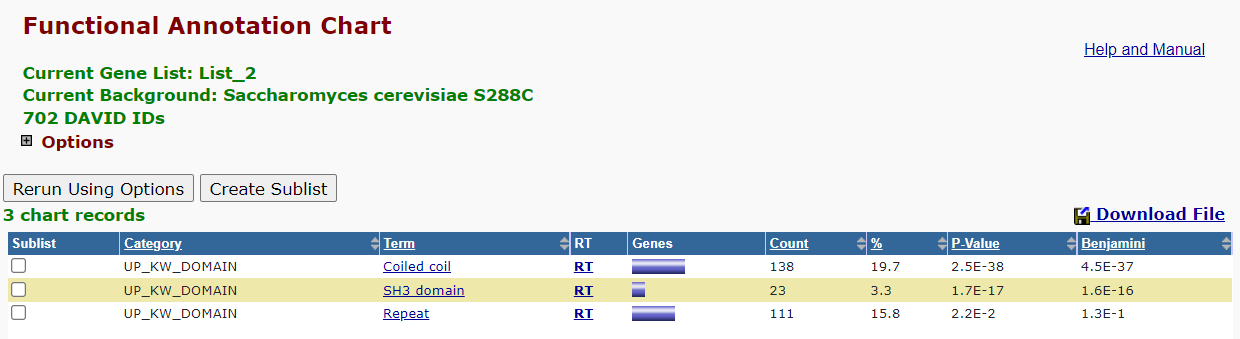 Functional Annotation Chart
Help and Manual
Current Gene List: List_2
Current Background: Saccharomyces cerevisiae S288C
702 DAVID IDs
Options
Rerun Using Options Create Sublist
3 chart records Download File
Sublist Category Term RT Genes Count % P-Value Benjamini
UP_KW_DOMAIN Coiled coil RT 138 19.7 2.5E-38 4.5E-37
UP_KW_DOMAIN SH3 domain RT 23 3.3 1.7E-17 1.6E-16
UP_KW_DOMAIN Repeat RT 111 15.8 2.2E-2 1.3E-1